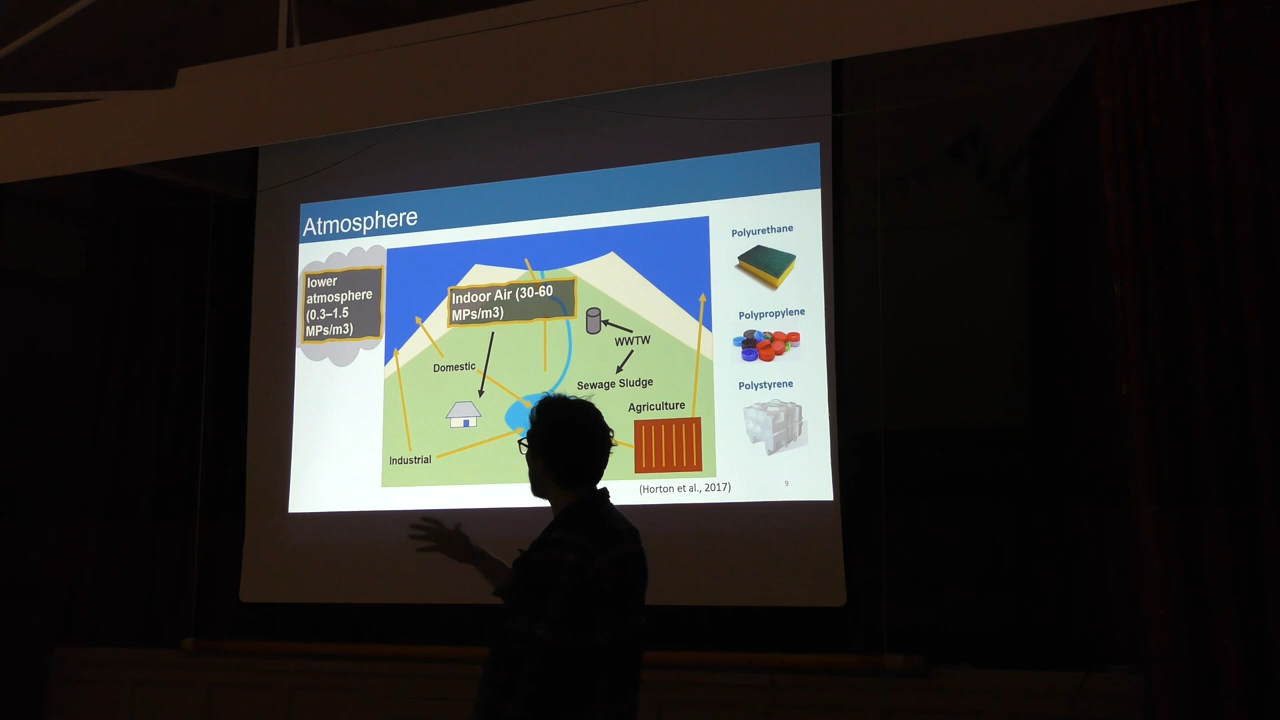 Atmosphere
lower
atmosphere
(0.3–1.5
MPs/m3)
Indoor Air (30-60
MPs/m3)
WWTW
Domestic
Sewage Sludge
Agriculture
Industrial
Polyurethane
Polypropylene
Polystyrene
(Horton et al., 2017)
9